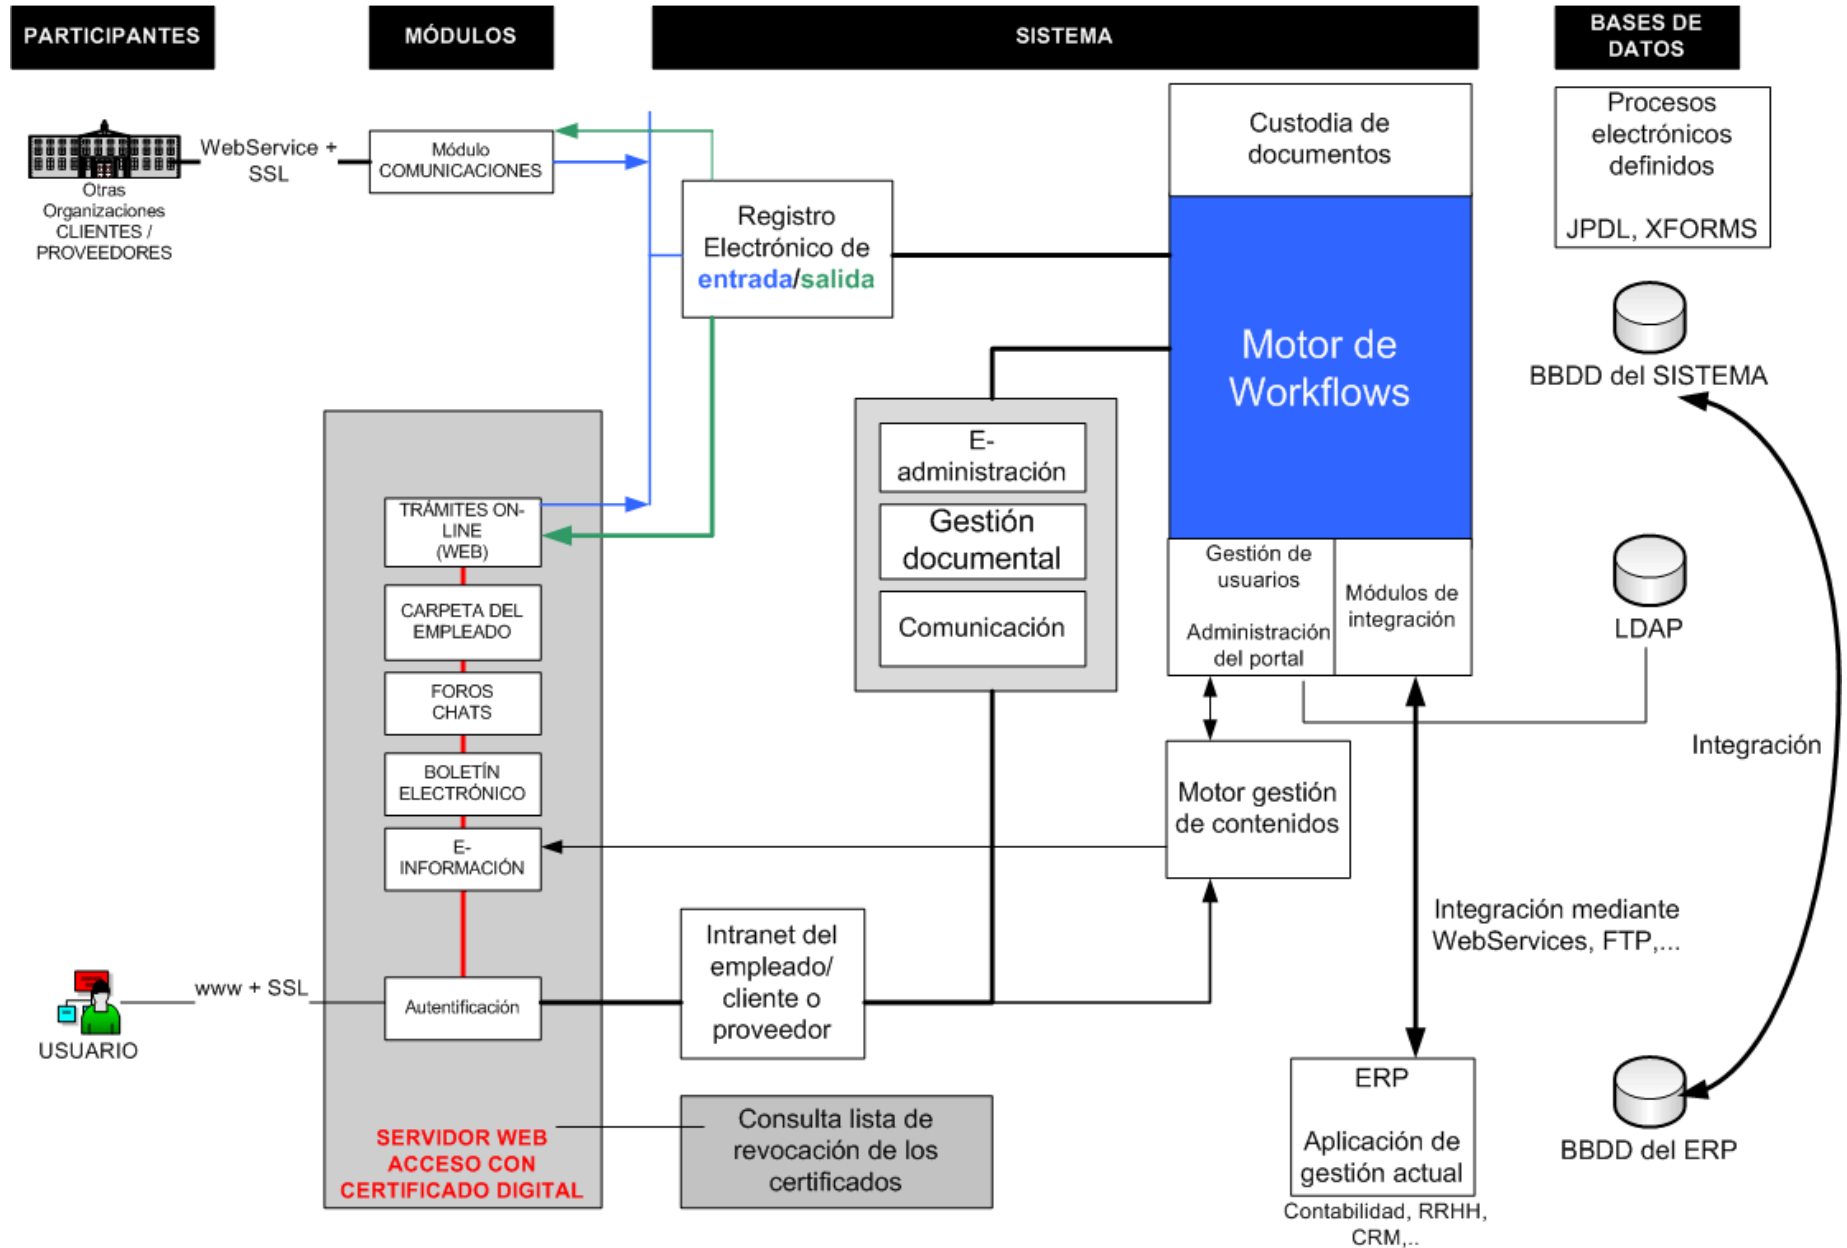 PARTICIPANTES
MÓDULOS
SISTEMA
BASES DE
DATOS
WebService +
SSL
Otras
Organizaciones
CLIENTES /
PROVEEDORES
Módulo
COMUNICACIONES
Registro
Electrónico de
entrada/salida
Custodia de
documentos
Motor de
Workflows
Procesos
electrónicos
definidos
JPDL, XFORMS
BBDD del SISTEMA
E-
administración
Gestión
documental
Comunicación
Gestión de
usuarios
Administración
del portal
Módulos de
integración
LDAP
Integración
TRÁMITES ON-
LINE
(WEB)
CARPETA DEL
EMPLEADO
FOROS
CHATS
BOLETÍN
ELECTRÓNICO
E-
INFORMACIÓN
Motor gestión
de contenidos
Integración mediante
WebServices, FTP,...
USUARIO
www + SSL
Autentificación
Intranet del
empleado/
cliente o
proveedor
SERVIDOR WEB
ACCESO CON
CERTIFICADO DIGITAL
Consulta lista de
revocación de los
certificados
ERP
Aplicación de
gestión actual
Contabilidad, RRHH,
CRM,..
BBDD del ERP